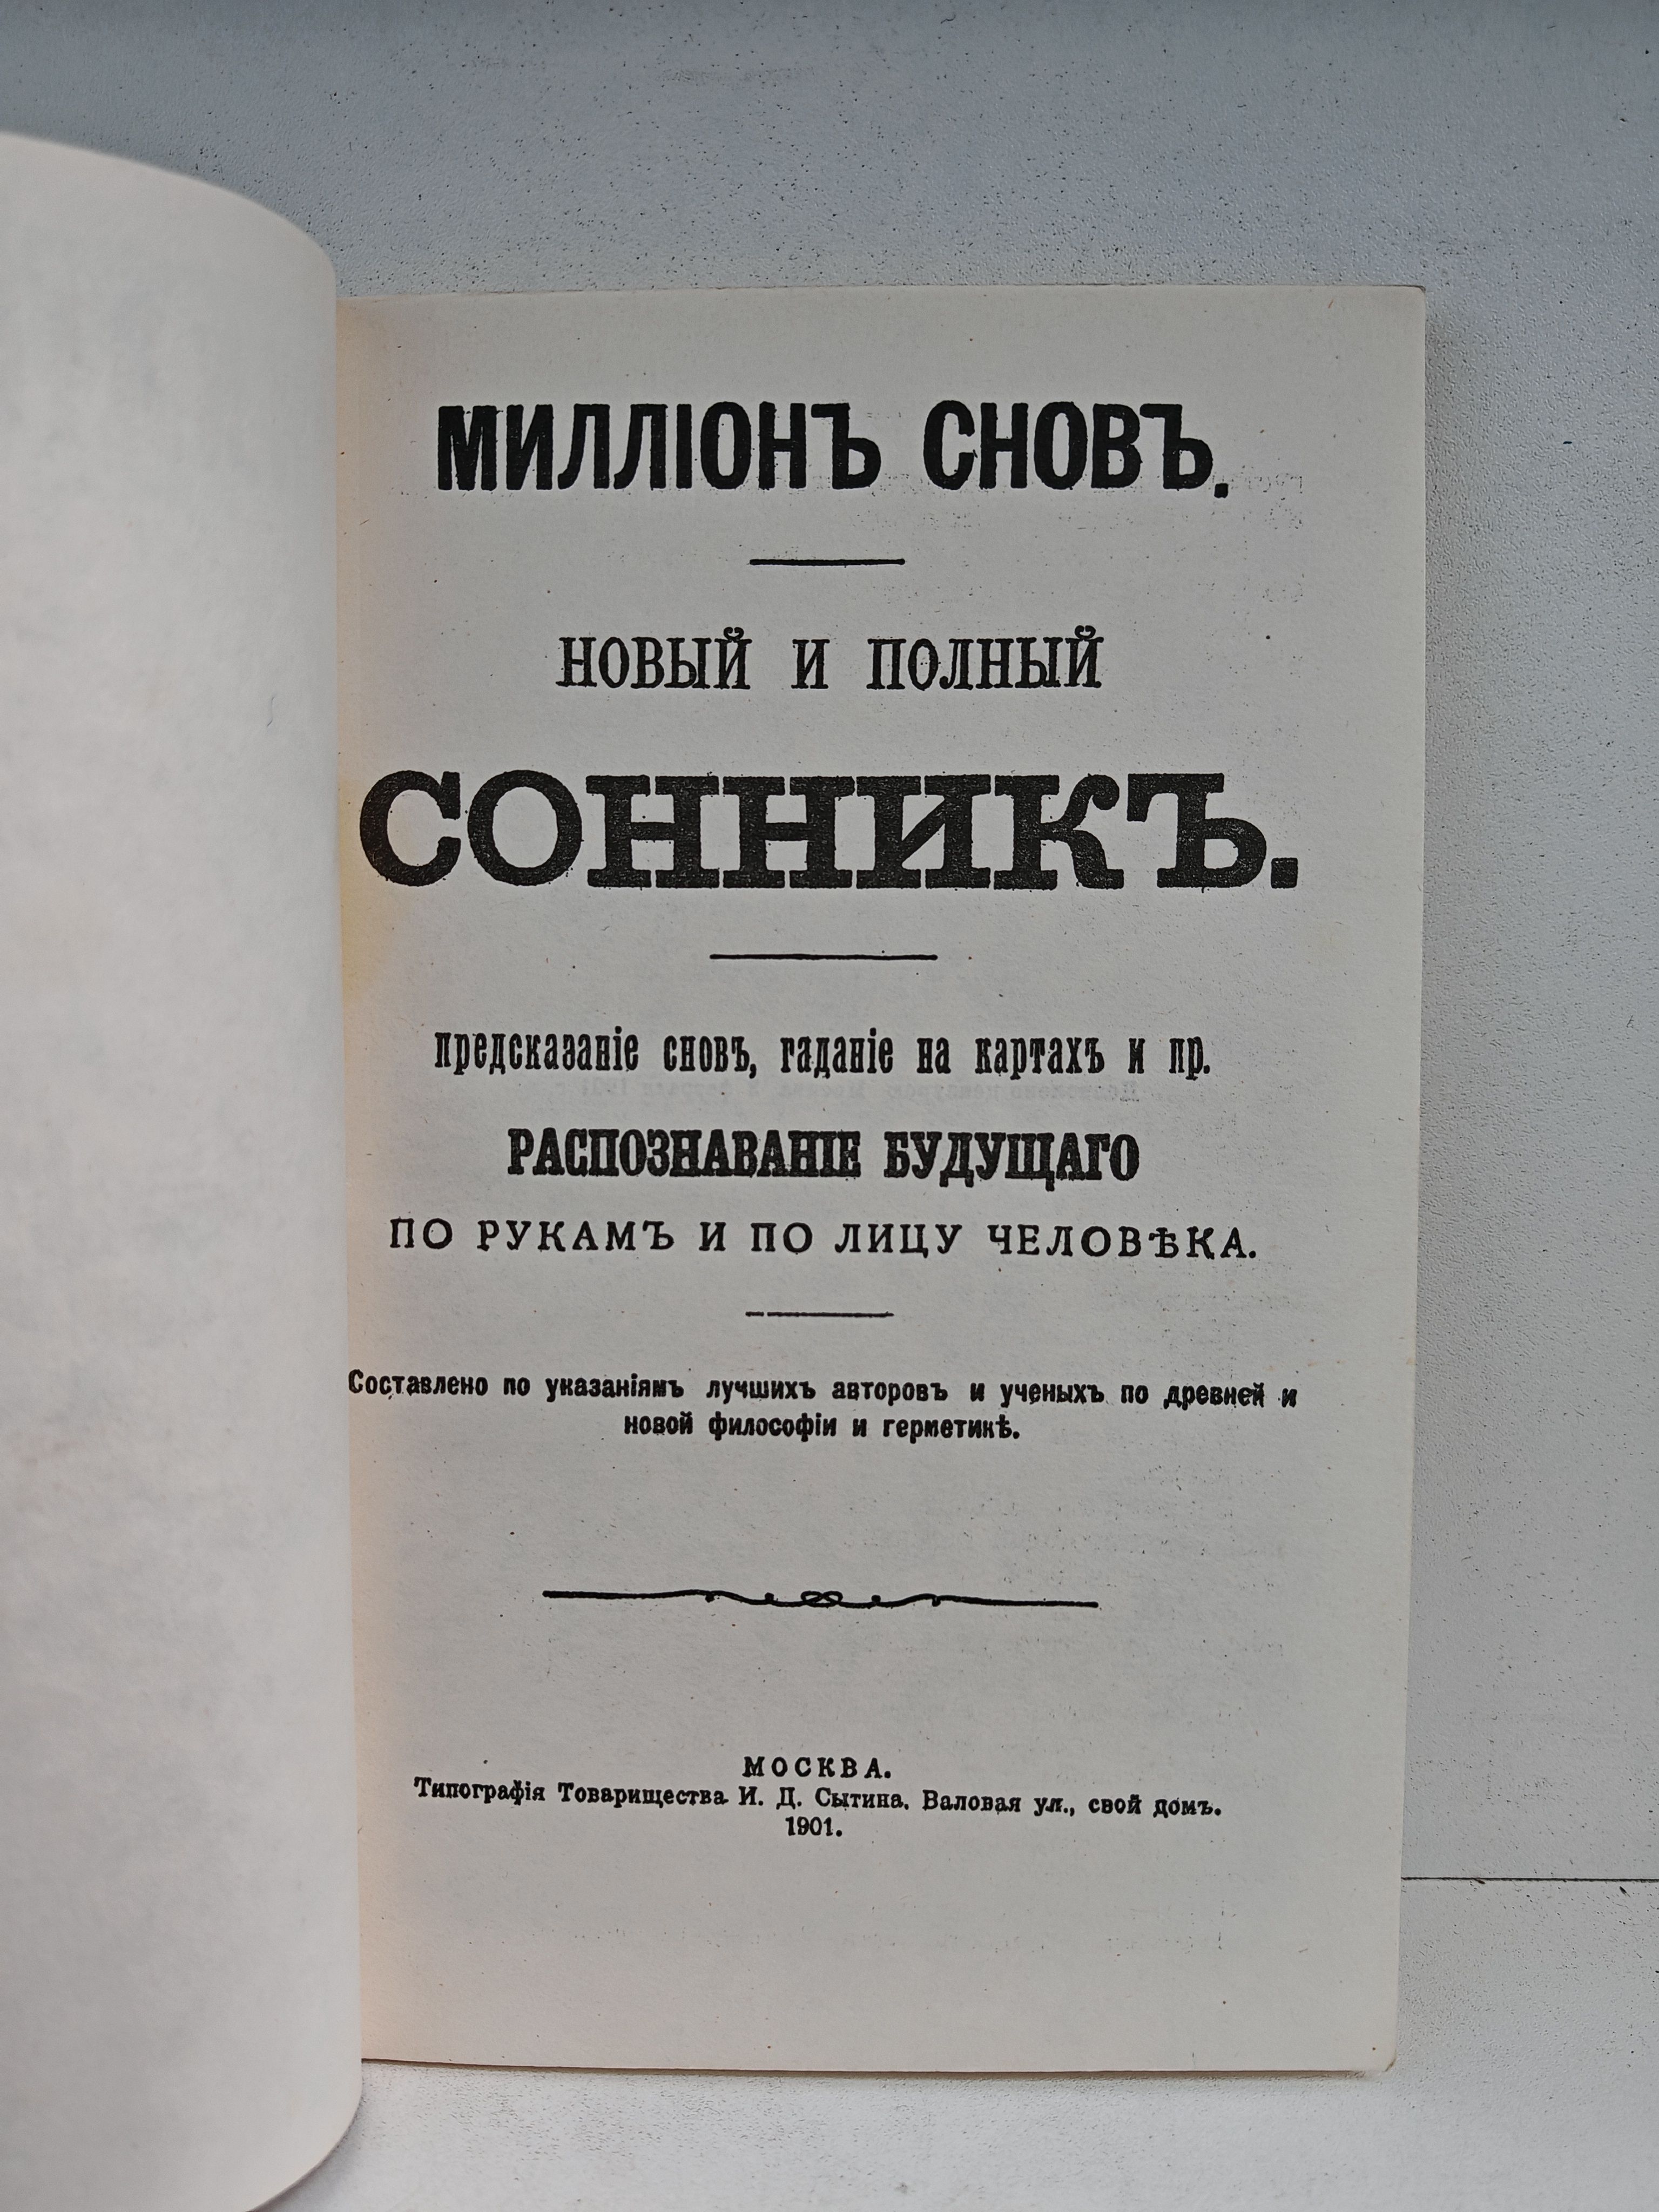 МИЛЛІОНЪ СНОВЪ.
НОВЫЙ И ПОЛНЫЙ
СОННИКЪ.
предсказаніе сновъ, гаданіе на картахъ и пр.
РАСПОЗНАВАНІЕ БУДУЩАГО
ПО РУКАМЪ И ПО ЛИЦУ ЧЕЛОВѢКА.
Составлено по указаніямъ лучшихъ авторовъ и ученыхъ по древней и
новой философіи и герметикѣ.
МОСКВА.
Типографія Товарищества И. Д. Сытина. Валовая ул., свой домъ.
1901.